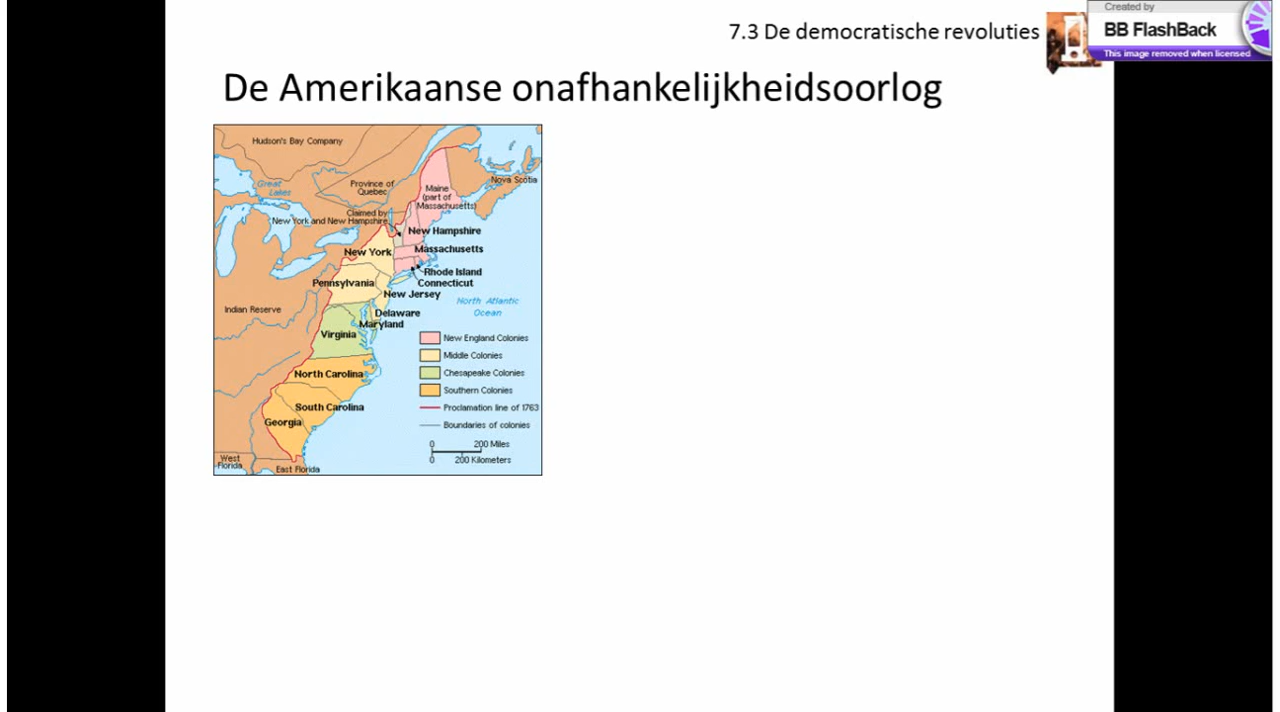 7.3 De democratische revoluties
Created by
BB FlashBack
This image removed when licensed
De Amerikaanse onafhankelijkheidsoorlog
Hudson's Bay Company
Great
Lakes
Province of
Quebec
Nova Scotia
Maine
(part of
Massachusetts)
Claimed by
New York and New Hampshire
New Hampshire
Massachusetts
New York
Rhode Island
Connecticut
Pennsylvania
New Jersey
North Atlantic
Ocean
Indian Reserve
Delaware
Maryland
Virginia
New England Colonies
Middle Colonies
Chesapeake Colonies
Southern Colonies
Proclamation line of 1763
Boundaries of colonies
North Carolina
South Carolina
Georgia
0 200 Miles
0 200 Kilometers
West
Florida
East Florida